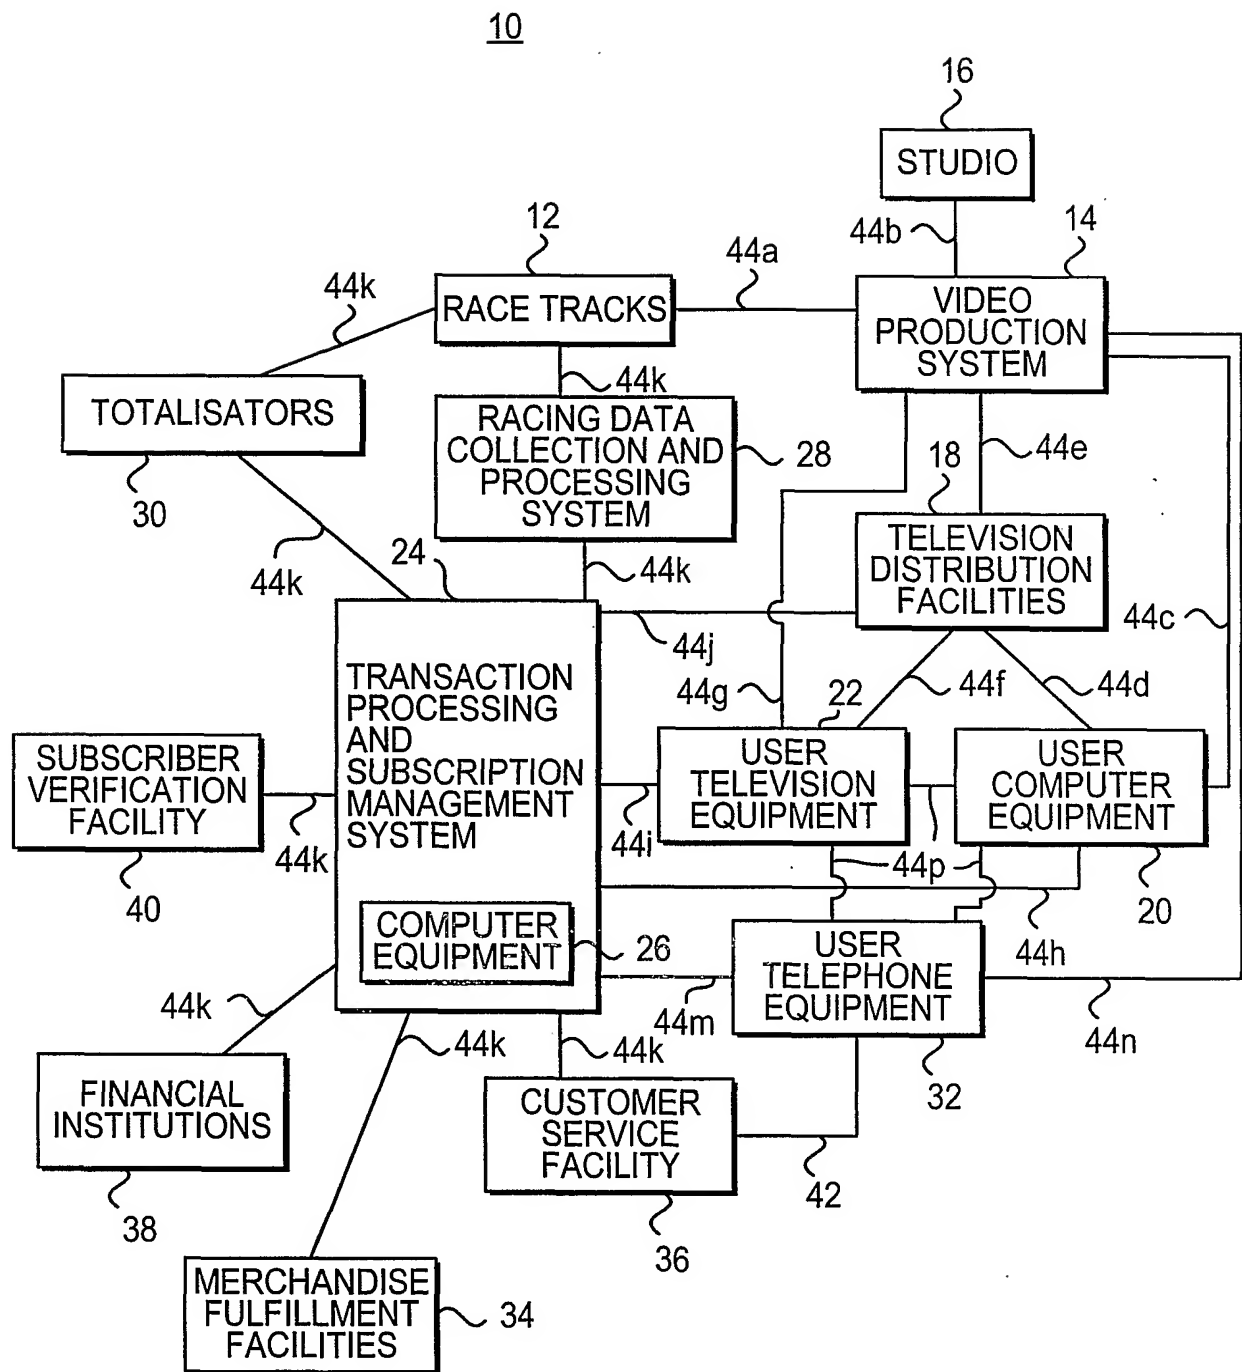 10
16
STUDIO
44b
14
12
44a
VIDEO
PRODUCTION
SYSTEM
44k
RACE TRACKS
44k
TOTALISATORS
30
RACING DATA
COLLECTION AND
PROCESSING
SYSTEM
28
18
44e
44k
24
44k
TELEVISION
DISTRIBUTION
FACILITIES
44c
44j
44g
44f
44d
22
TRANSACTION
PROCESSING
AND
SUBSCRIPTION
MANAGEMENT
SYSTEM
USER
TELEVISION
EQUIPMENT
USER
COMPUTER
EQUIPMENT
SUBSCRIBER
VERIFICATION
FACILITY
40
44k
44i
44p
20
COMPUTER
EQUIPMENT
26
44h
USER
TELEPHONE
EQUIPMENT
44m
44n
32
44k
44k
44k
FINANCIAL
INSTITUTIONS
38
CUSTOMER
SERVICE
FACILITY
42
36
MERCHANDISE
FULFILLMENT
FACILITIES
34